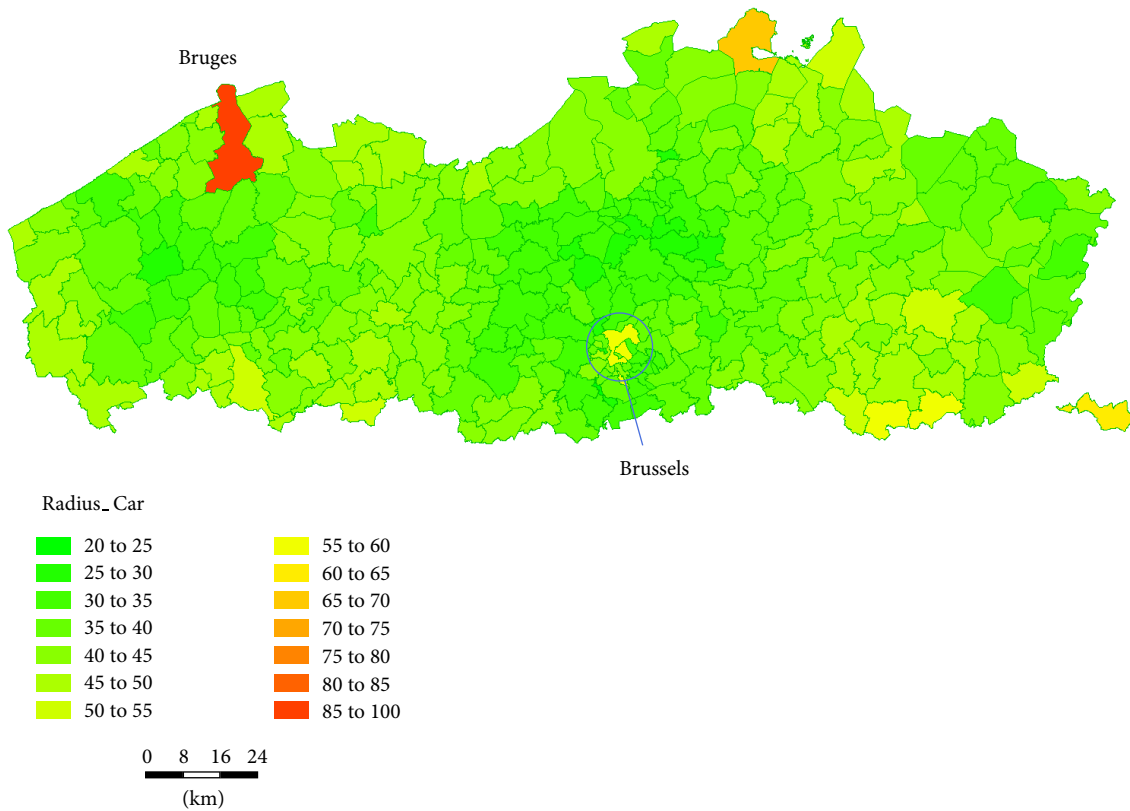 Bruges
Brussels
Radius_ Car
20 to 25
25 to 30
30 to 35
35 to 40
40 to 45
45 to 50
50 to 55
55 to 60
60 to 65
65 to 70
70 to 75
75 to 80
80 to 85
85 to 100
0 8 16 24
(km)